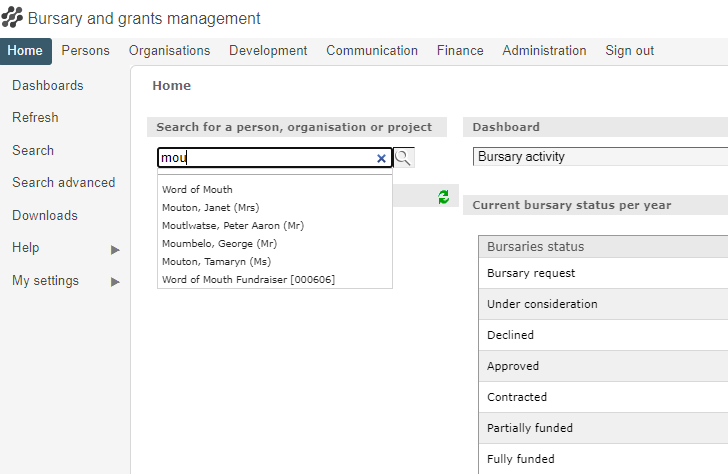 Bursary and grants management
Home Persons Organisations Development Communication Finance Administration Sign out
Dashboards
Refresh
Search
Search advanced
Downloads
Help
My settings
Home
Search for a person, organisation or project
mou
Word of Mouth
Mouton, Janet (Mrs)
Moutlwatse, Peter Aaron (Mr)
Moumbelo, George (Mr)
Mouton, Tamaryn (Ms)
Word of Mouth Fundraiser [000606]
Dashboard
Bursary activity
Current bursary status per year
Bursaries status
Bursary request
Under consideration
Declined
Approved
Contracted
Partially funded
Fully funded